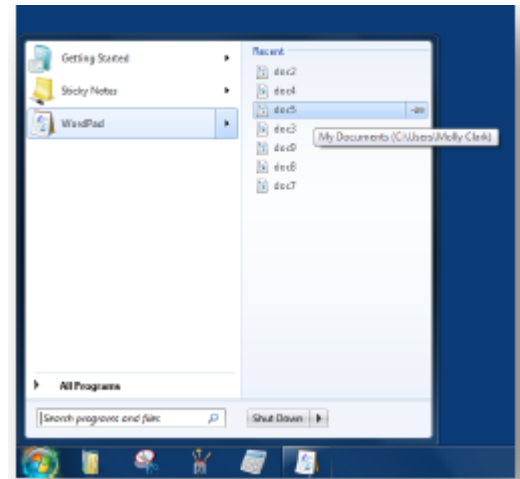 Getting Started
Sticky Notes
WordPad
All Programs
Search programs and files
Recent
doc2
doc4
doc5
doc3
doc9
doc8
doc7
My Documents (C:\Users\Molly Clark)
Shut Down